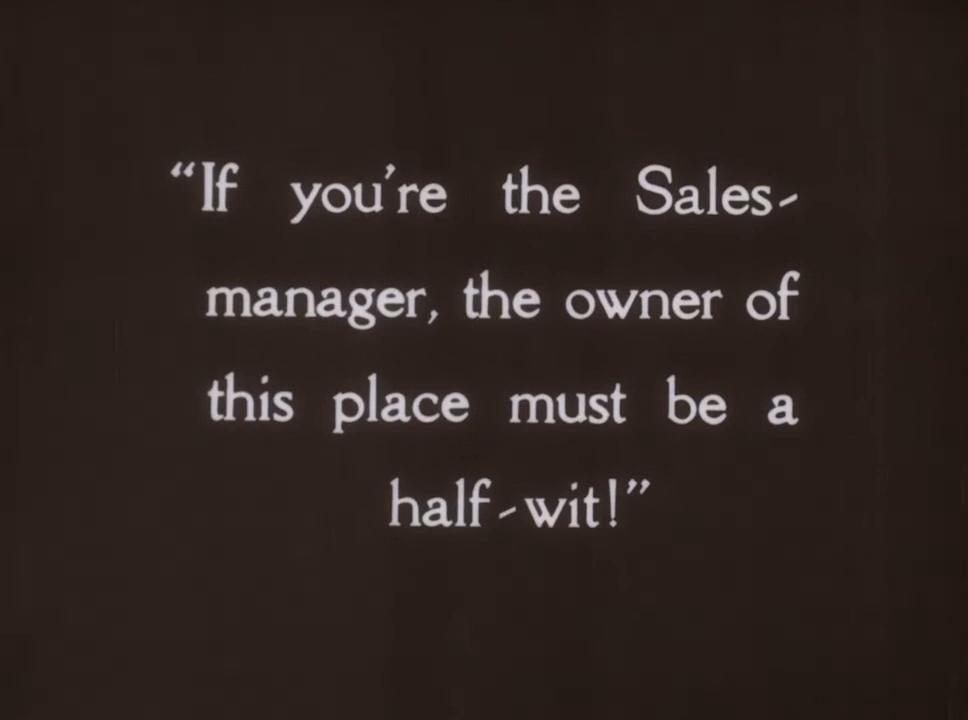 “If you’re the Sales-
manager, the owner of
this place must be a
half-wit!”